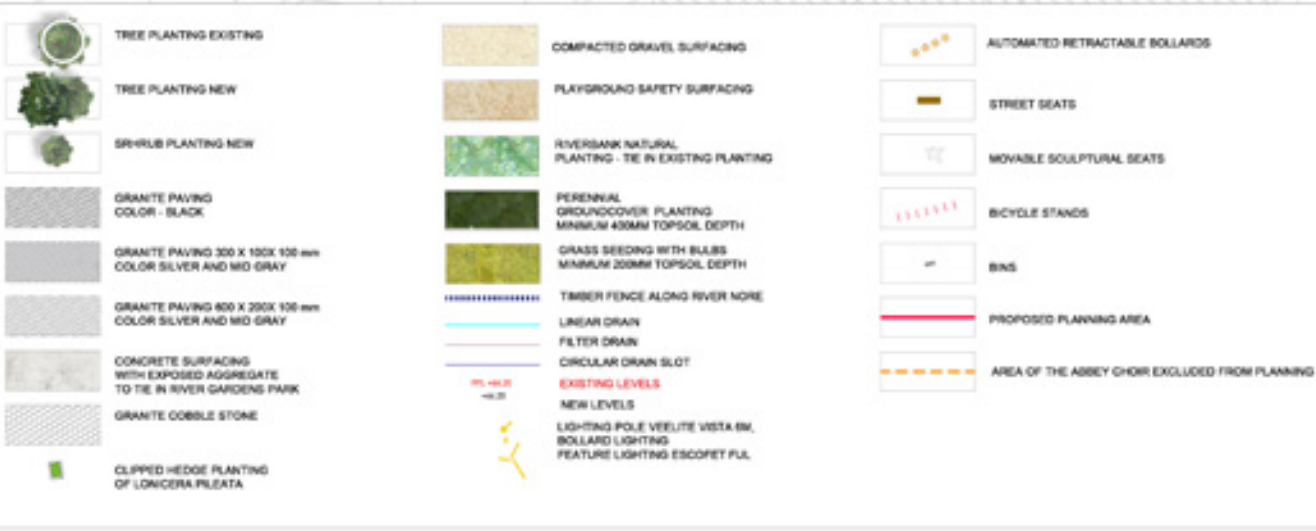 TREE PLANTING EXISTING
TREE PLANTING NEW
SRHRUB PLANTING NEW
GRANITE PAVING
COLOR - BLACK
GRANITE PAVING 300 X 100X 100 mm
COLOR SILVER AND MID GRAY
GRANITE PAVING 600 X 200X 100 mm
COLOR SILVER AND MID GRAY
CONCRETE SURFACING
WITH EXPOSED AGGREGATE
TO TIE IN RIVER GARDENS PARK
GRANITE COBBLE STONE
CLIPPED HEDGE PLANTING
OF LONICERA PILEATA
COMPACTED GRAVEL SURFACING
PLAYGROUND SAFETY SURFACING
RIVERBANK NATURAL
PLANTING - TIE IN EXISTING PLANTING
PERENNIAL
GROUNDCOVER PLANTING
MINIMUM 400MM TOPSOIL DEPTH
GRASS SEEDING WITH BULBS
MINIMUM 200MM TOPSOIL DEPTH
TIMBER FENCE ALONG RIVER NORE
LINEAR DRAIN
FILTER DRAIN
CIRCULAR DRAIN SLOT
EXISTING LEVELS
NEW LEVELS
LIGHTING POLE VEELITE VISTA 6M,
BOLLARD LIGHTING
FEATURE LIGHTING ESCOFET FUL
AUTOMATED RETRACTABLE BOLLARDS
STREET SEATS
MOVABLE SCULPTURAL SEATS
BICYCLE STANDS
BINS
PROPOSED PLANNING AREA
AREA OF THE ABBEY CHOIR EXCLUDED FROM PLANNING